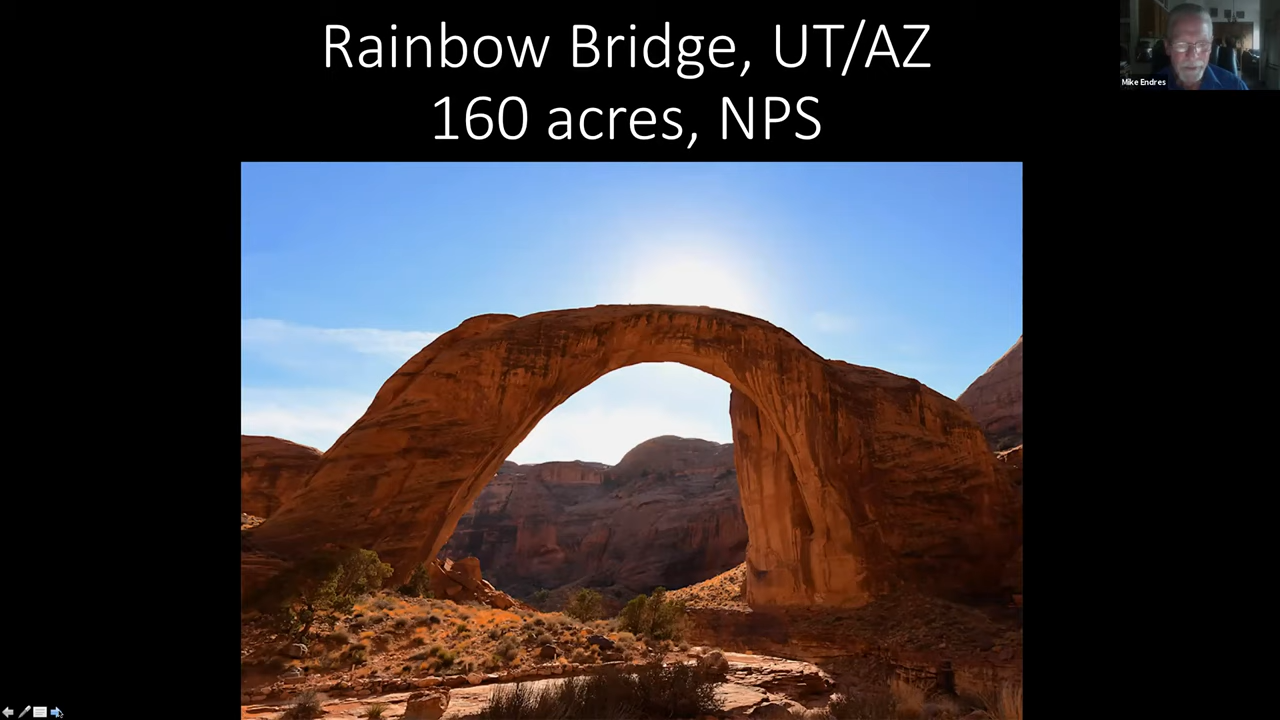 Rainbow Bridge, UT/AZ
160 acres, NPS
Mike Endres